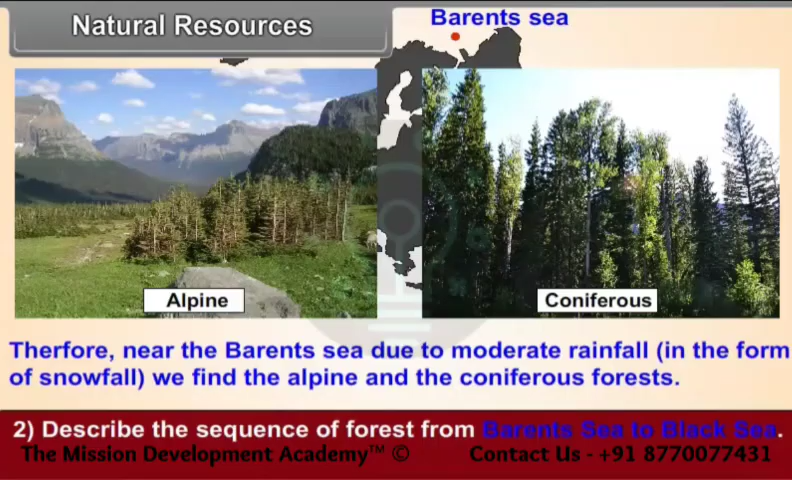 Natural Resources
Barents sea
Alpine
Coniferous
Therfore, near the Barents sea due to moderate rainfall (in the form
of snowfall) we find the alpine and the coniferous forests.
2) Describe the sequence of forest from Barents Sea to Black Sea.
The Mission Development Academy™ © Contact Us - +91 8770077431